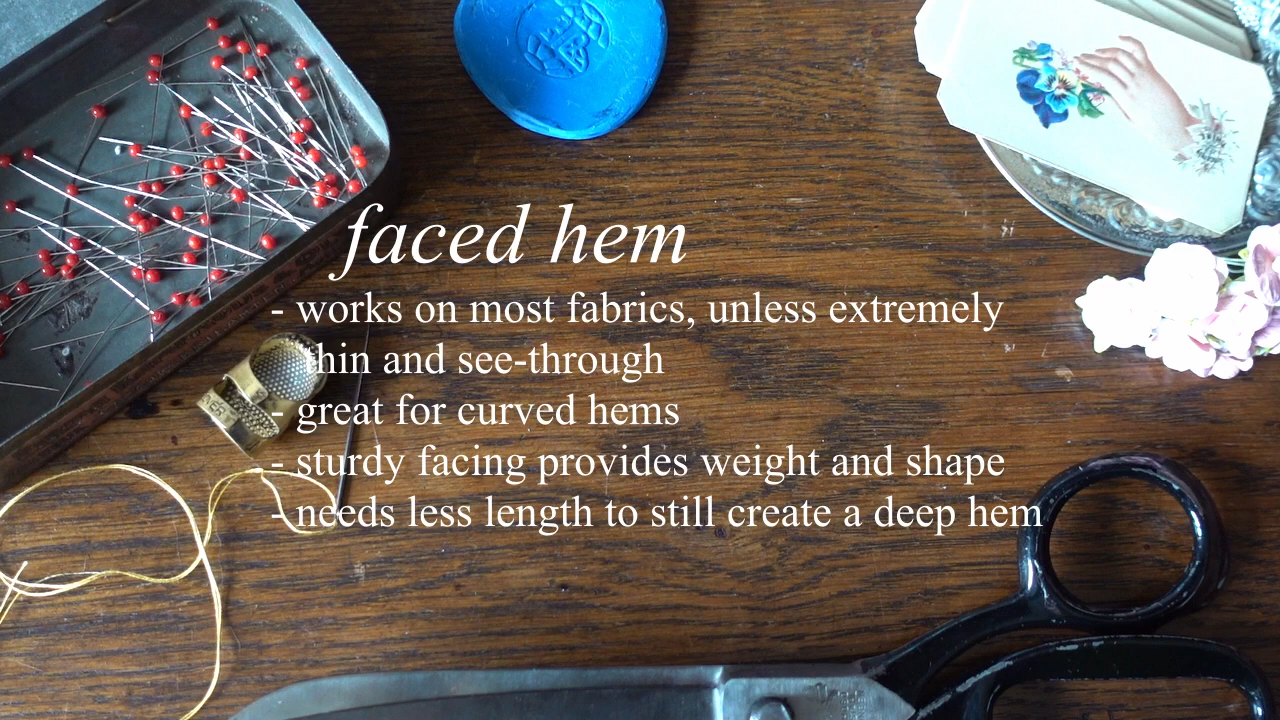 faced hem
- works on most fabrics, unless extremely
thin and see-through
- great for curved hems
- sturdy facing provides weight and shape
- needs less length to still create a deep hem